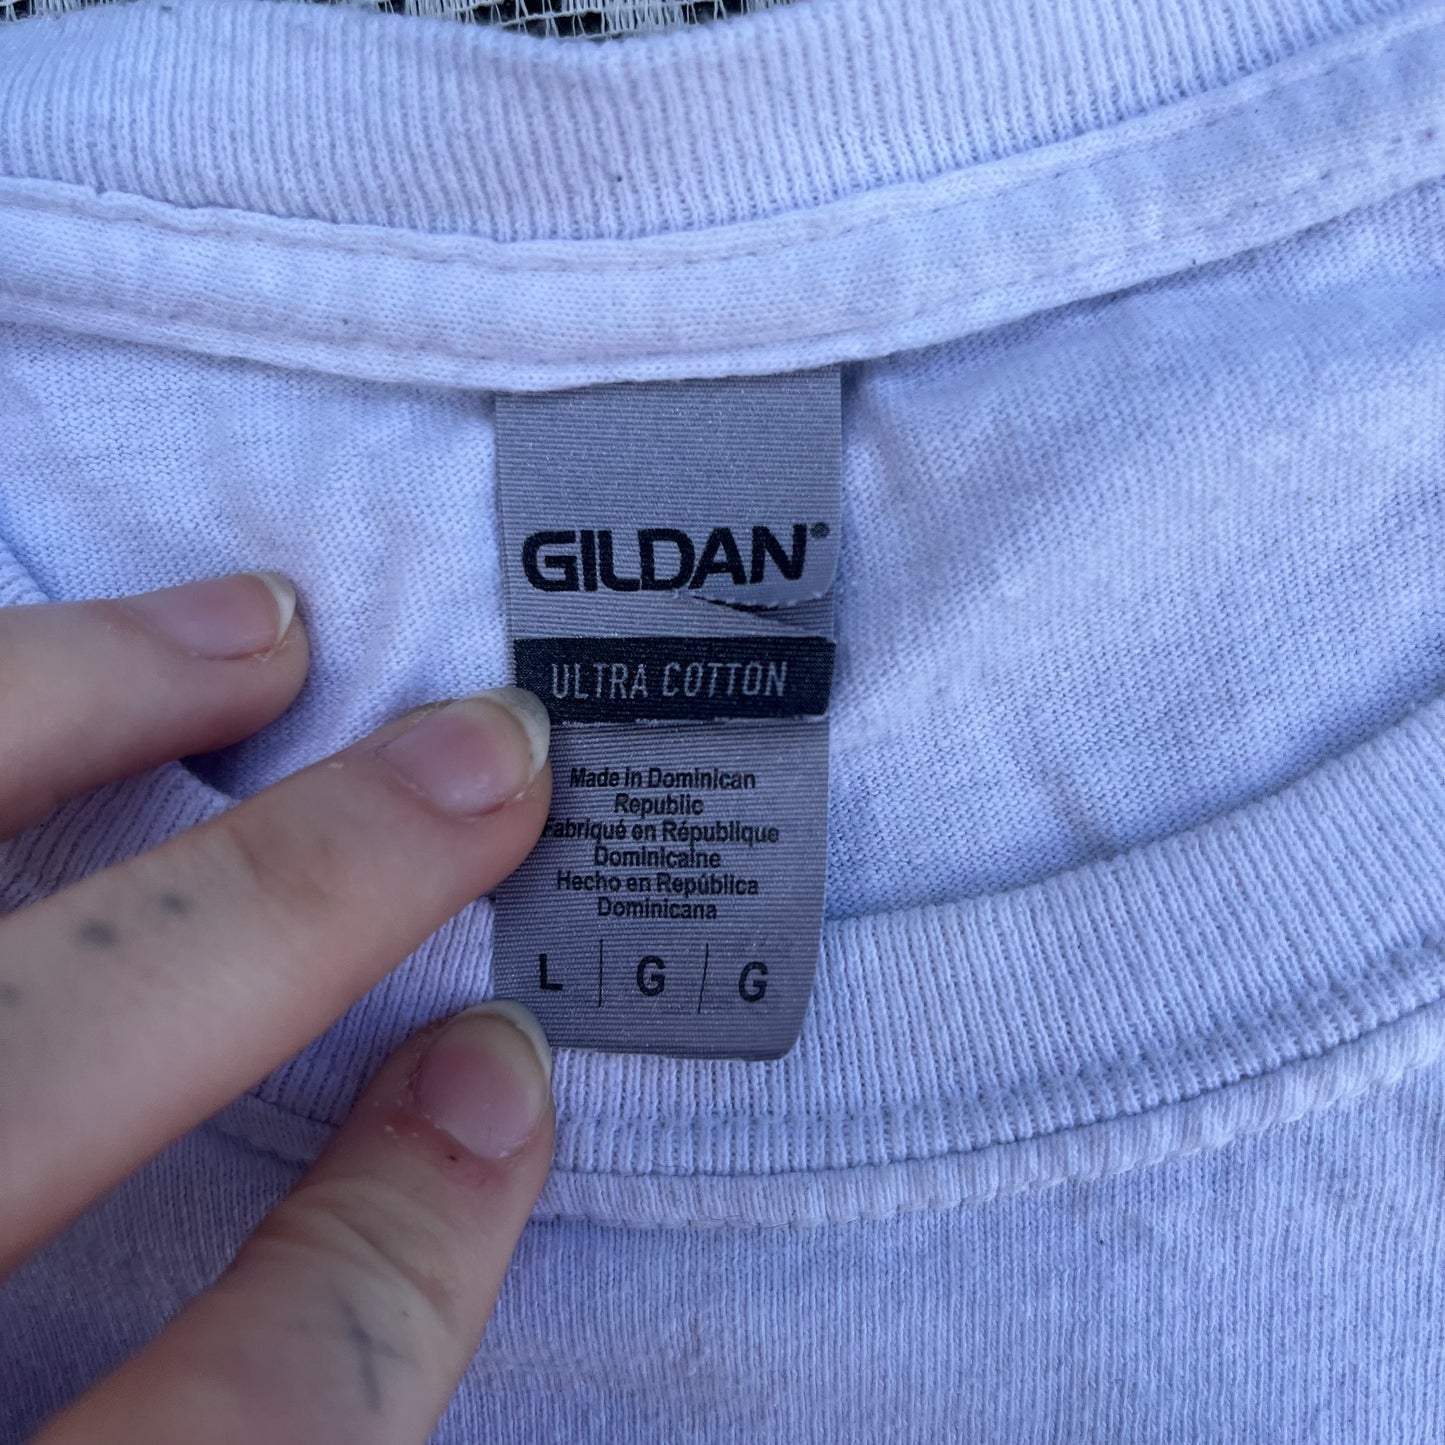 GILDAN®
ULTRA COTTON
Made in Dominican
Republic
Fabriqué en République
Dominicaine
Hecho en República
Dominicana
L | G | G